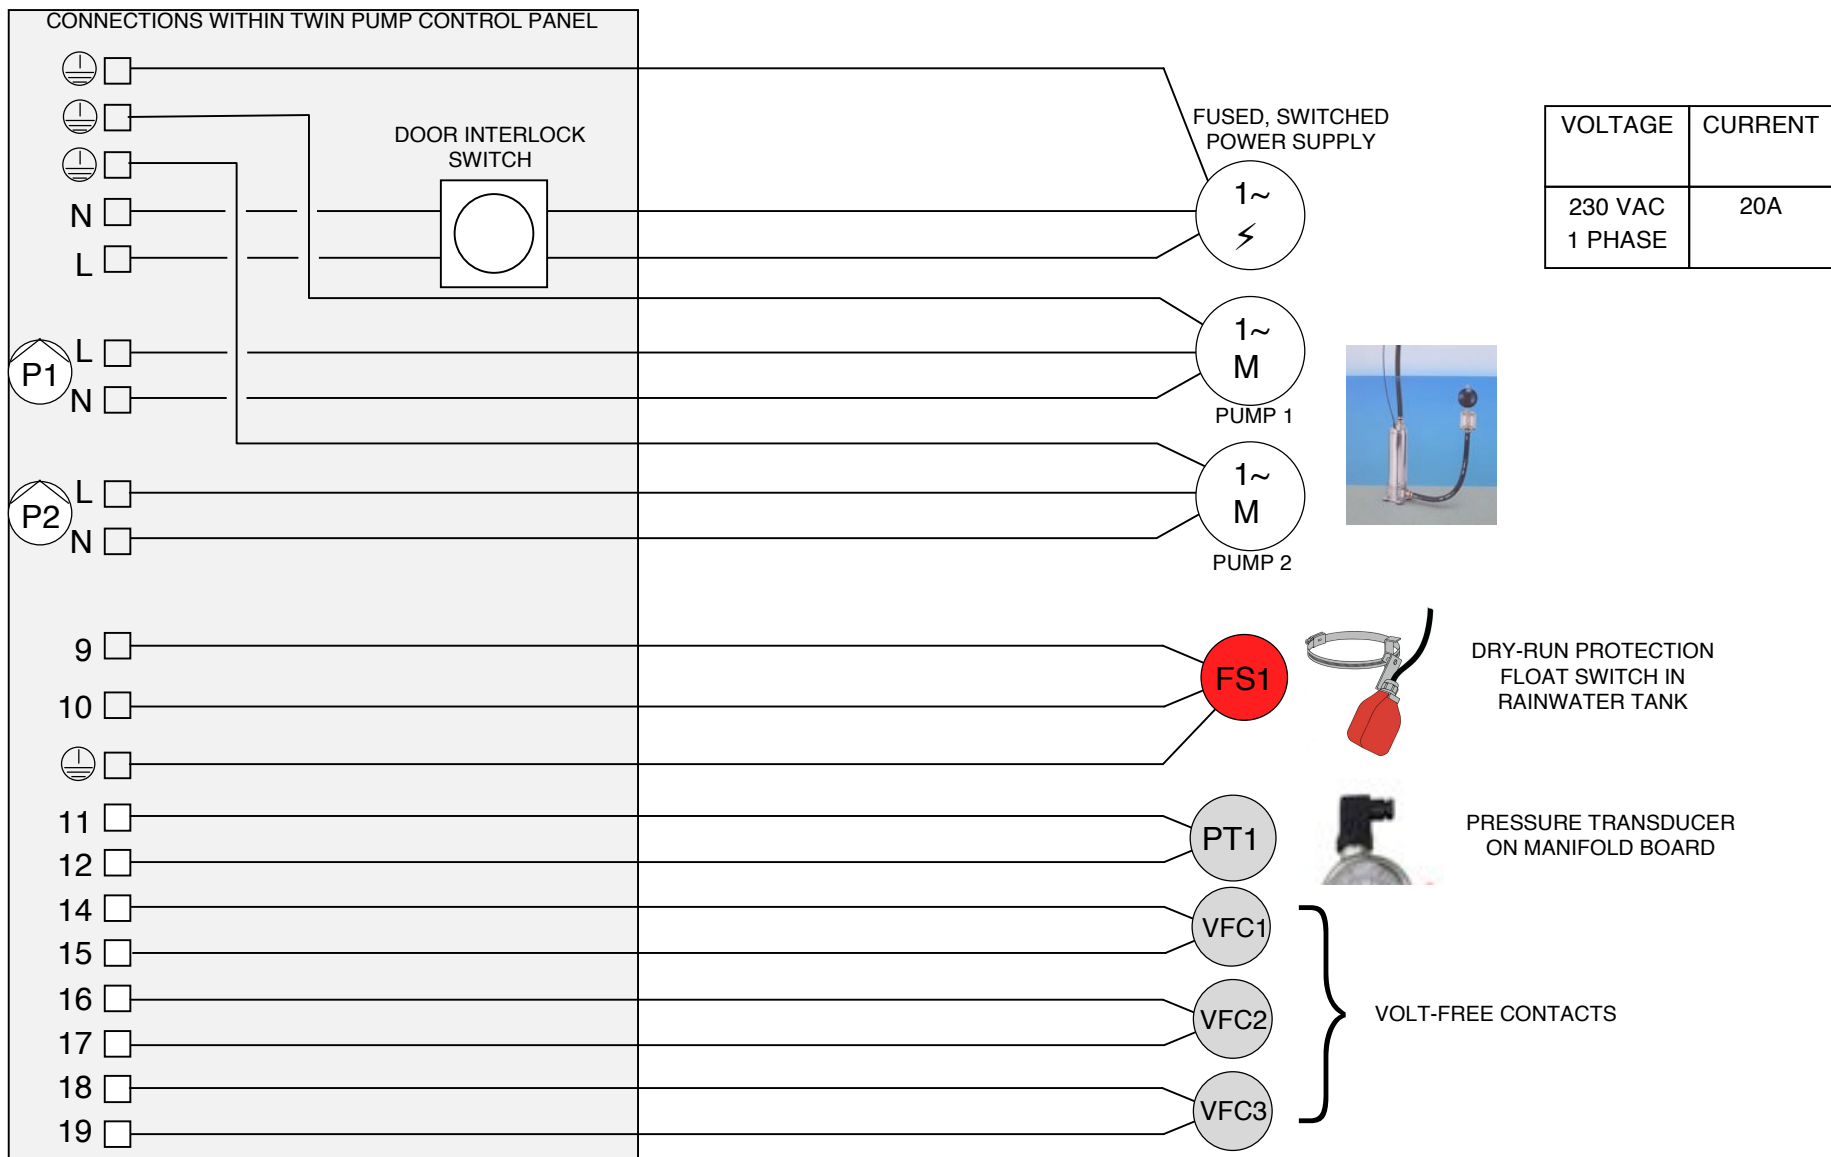 CONNECTIONS WITHIN TWIN PUMP CONTROL PANEL
DOOR INTERLOCK
SWITCH
FUSED, SWITCHED
POWER SUPPLY
1~
VOLTAGE CURRENT
230 VAC 20A
1 PHASE
N
L
P1
L
N
1~
M
PUMP 1
P2
L
N
1~
M
PUMP 2
9
10
FS1
DRY-RUN PROTECTION
FLOAT SWITCH IN
RAINWATER TANK
11
12
PT1
PRESSURE TRANSDUCER
ON MANIFOLD BOARD
14
15
VFC1
16
17
VFC2
VOLT-FREE CONTACTS
18
19
VFC3